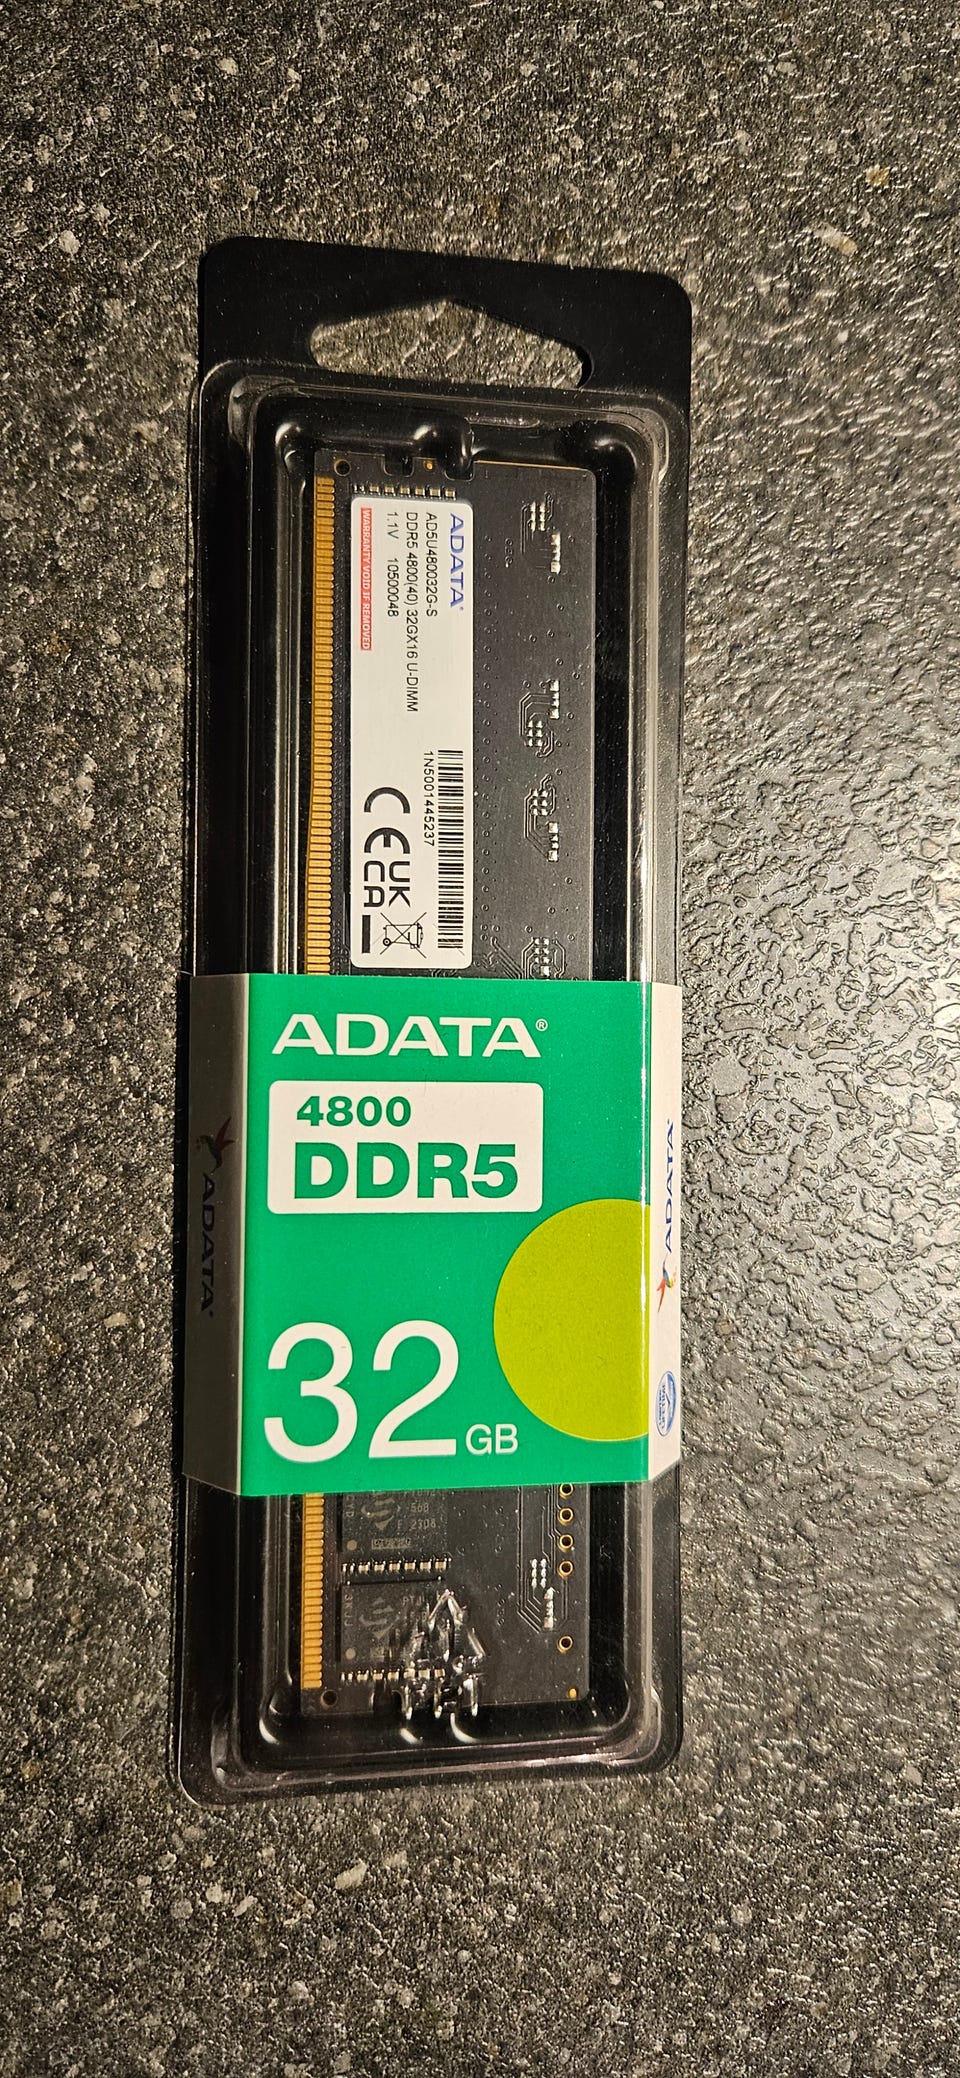 ADATA
AD5U480032G-S
DDR5 4800(40) 32GX16 U-DIMM
1.1V 10500048
WARRANTY VOID IF REMOVED
1N5001445237
CE UK
CA
ADATA®
4800
DDR5
32 GB
ADATA
ADATA